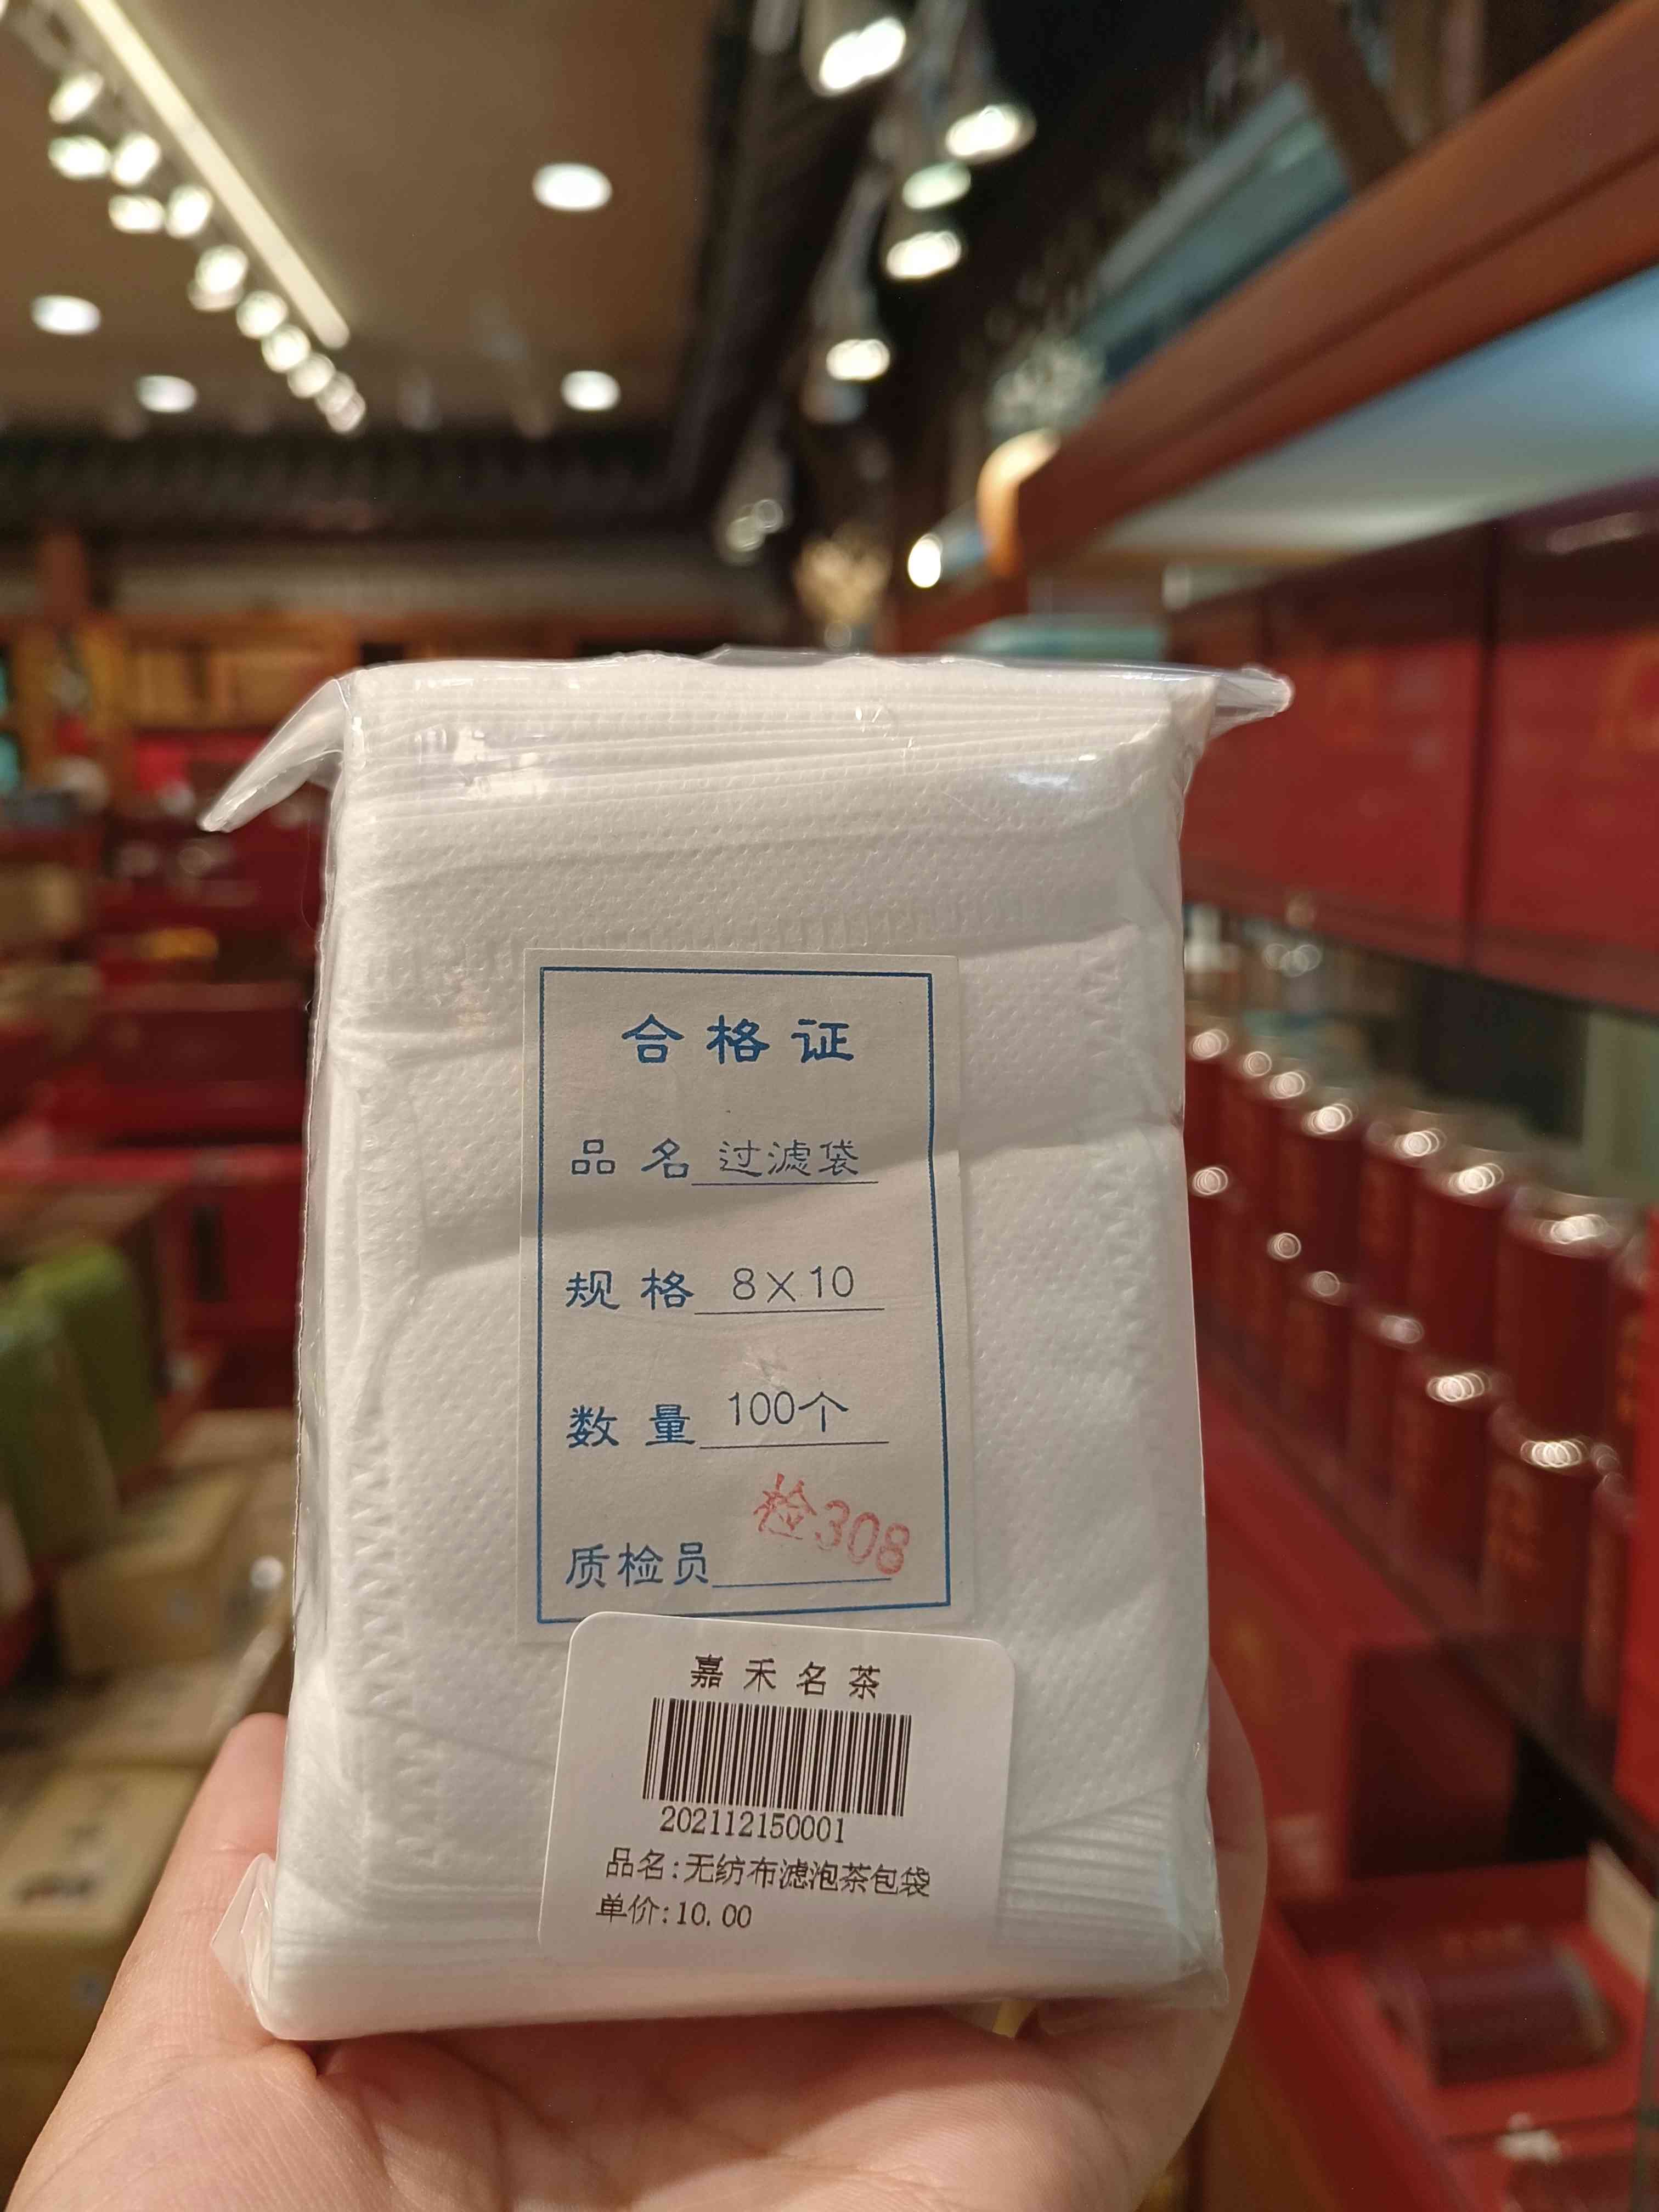 合格证
品名 过滤袋
规格 8×10
数量 100个
检308
质检员
嘉禾名茶
202112150001
品名:无纺布滤泡茶包袋
单价:10.00